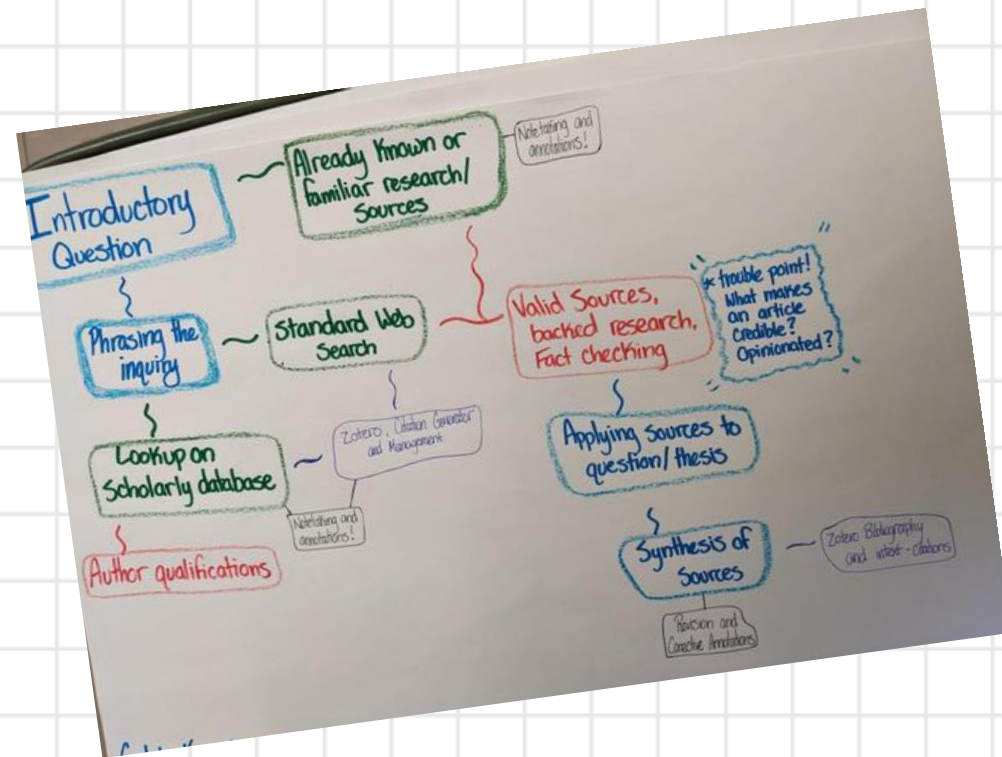 Introductory
Question
Already Known or
familiar research/
Sources
Notetaking and
annotations!
Phrasing the
inquiry
Standard Web
Search
Valid Sources,
backed research,
Fact checking
* trouble point!
What makes
an article
credible?
Opinionated?
Lookup on
Scholarly database
Zotero, Citation Generator
and Management
Notetaking and
annotations!
Author qualifications
Applying sources to
question/thesis
Synthesis of
Sources
Zotero Bibliography
and intext-citations
Revision and
Corrective Annotations